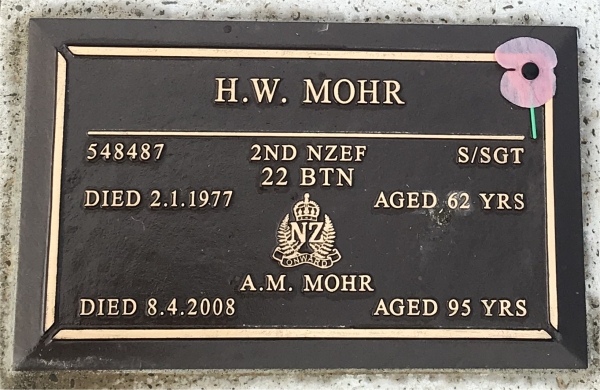 H.W. MOHR
548487 2ND NZEF S/SGT
22 BTN
DIED 2.1.1977 AGED 62 YRS
NZ
ONWARD
A.M. MOHR
DIED 8.4.2008 AGED 95 YRS